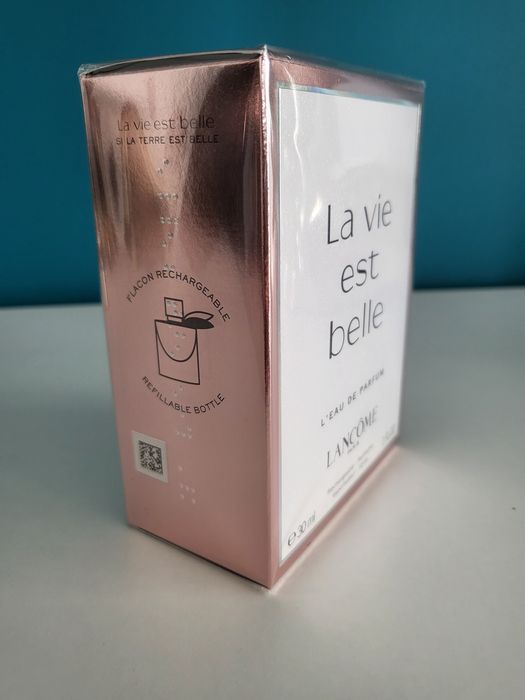 La vie est belle
SI LA TERRE EST BELLE
FLACON RECHARGEABLE
REFILLABLE BOTTLE
La vie
est
belle
L'EAU DE PARFUM
LANCÔME
PARIS
℮ 30 ml